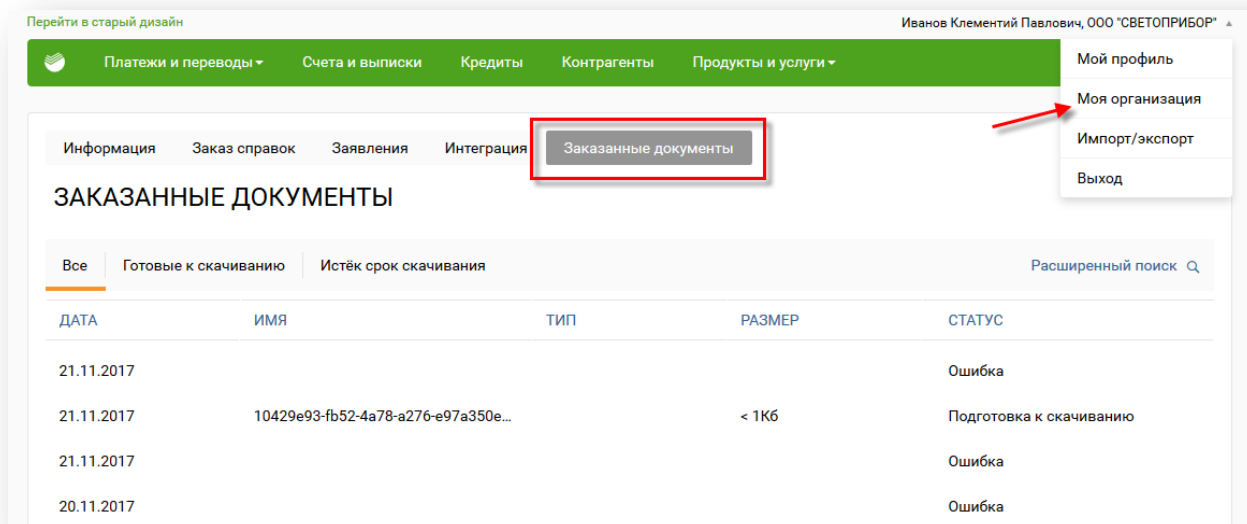 Перейти в старый дизайн
Иванов Клементий Павлович, ООО "СВЕТОПРИБОР"
Платежи и переводы Счета и выписки Кредиты Контрагенты Продукты и услуги
Мой профиль
Моя организация
Импорт/экспорт
Выход
Информация Заказ справок Заявления Интеграция Заказанные документы
ЗАКАЗАННЫЕ ДОКУМЕНТЫ
Все Готовые к скачиванию Истёк срок скачивания Расширенный поиск
ДАТА ИМЯ ТИП РАЗМЕР СТАТУС
21.11.2017 Ошибка
21.11.2017 10429e93-fb52-4a78-a276-e97a350e... < 1Кб Подготовка к скачиванию
21.11.2017 Ошибка
20.11.2017 Ошибка